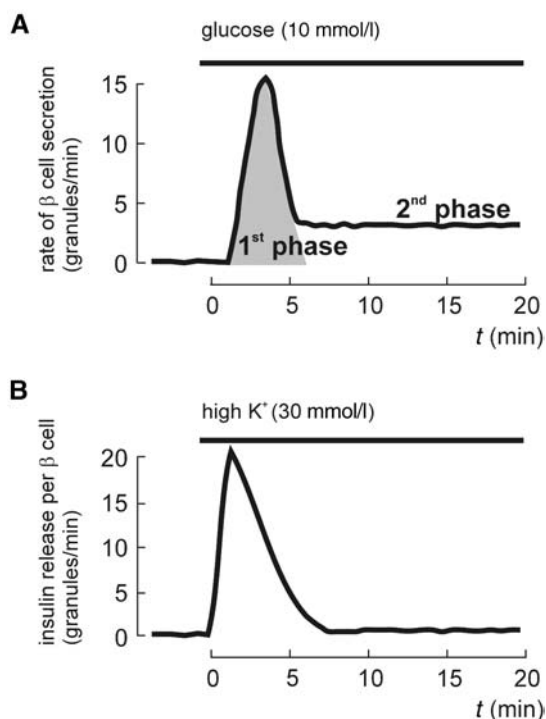 A
glucose (10 mmol/l)
rate of β cell secretion
(granules/min)
15
10
5
0
1st phase
2nd phase
0 5 10 15 20
t (min)
B
high K+ (30 mmol/l)
insulin release per β cell
(granules/min)
20
15
10
5
0
0 5 10 15 20
t (min)